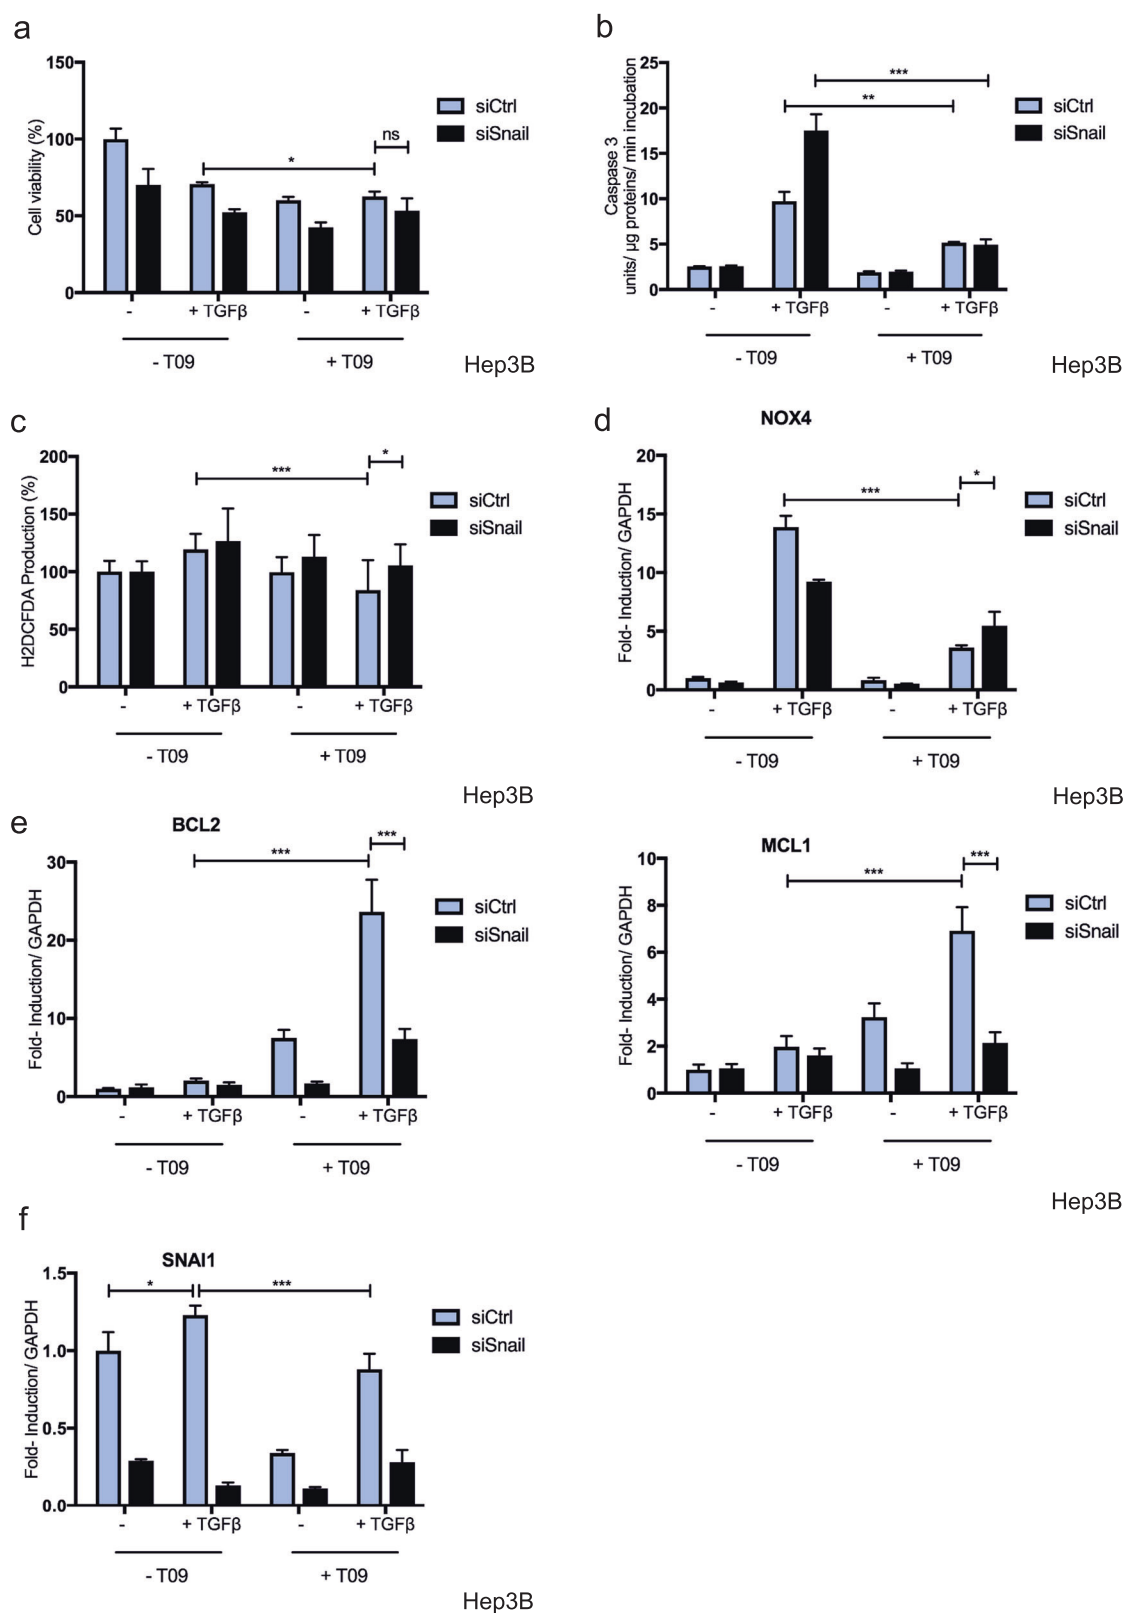 a
150
100
50
0
Cell viability (%)
*
ns
siCtrl
siSnail
- + TGFβ - + TGFβ
- T09 + T09
Hep3B
b
25
20
15
10
5
0
Caspase 3
units/ µg proteins/ min incubation
***
**
siCtrl
siSnail
- + TGFβ - + TGFβ
- T09 + T09
Hep3B
c
200
150
100
50
0
H2DCFDA Production (%)
***
*
siCtrl
siSnail
- + TGFβ - + TGFβ
- T09 + T09
Hep3B
d
NOX4
20
15
10
5
0
Fold- Induction/ GAPDH
***
*
siCtrl
siSnail
- + TGFβ - + TGFβ
- T09 + T09
Hep3B
e
BCL2
30
20
10
0
Fold- Induction/ GAPDH
***
***
siCtrl
siSnail
- + TGFβ - + TGFβ
- T09 + T09
MCL1
10
8
6
4
2
0
Fold- Induction/ GAPDH
***
***
siCtrl
siSnail
- + TGFβ - + TGFβ
- T09 + T09
Hep3B
f
SNAI1
1.5
1.0
0.5
0.0
Fold- Induction/ GAPDH
*
***
siCtrl
siSnail
- + TGFβ - + TGFβ
- T09 + T09
Hep3B